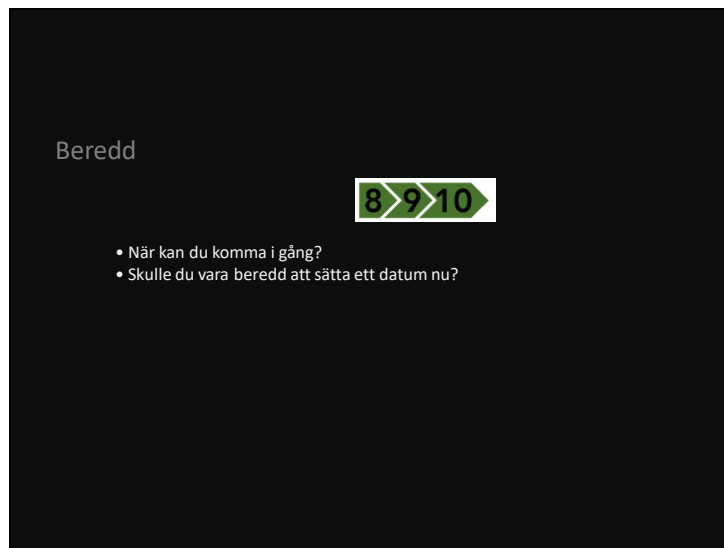 Beredd
8 9 10
• När kan du komma i gång?
• Skulle du vara beredd att sätta ett datum nu?